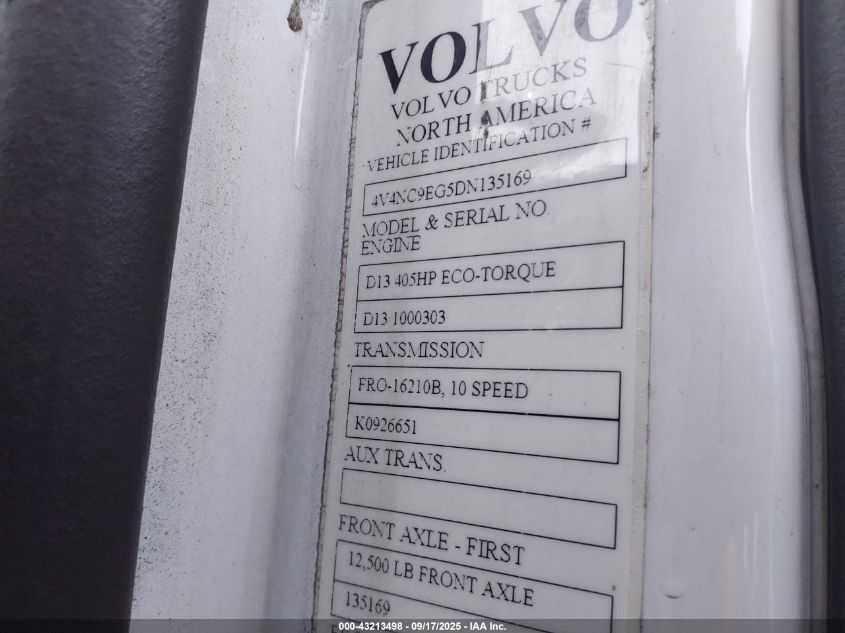 VOLVO
VOLVO TRUCKS
NORTH AMERICA
VEHICLE IDENTIFICATION #
4V4NC9EG5DN135169
MODEL & SERIAL NO.
ENGINE
D13 405HP ECO-TORQUE
D13 1000303
TRANSMISSION
FRO-16210B, 10 SPEED
K0926651
AUX TRANS.
FRONT AXLE - FIRST
12,500 LB FRONT AXLE
135169
000-43213498 - 09/17/2025 - IAA Inc.